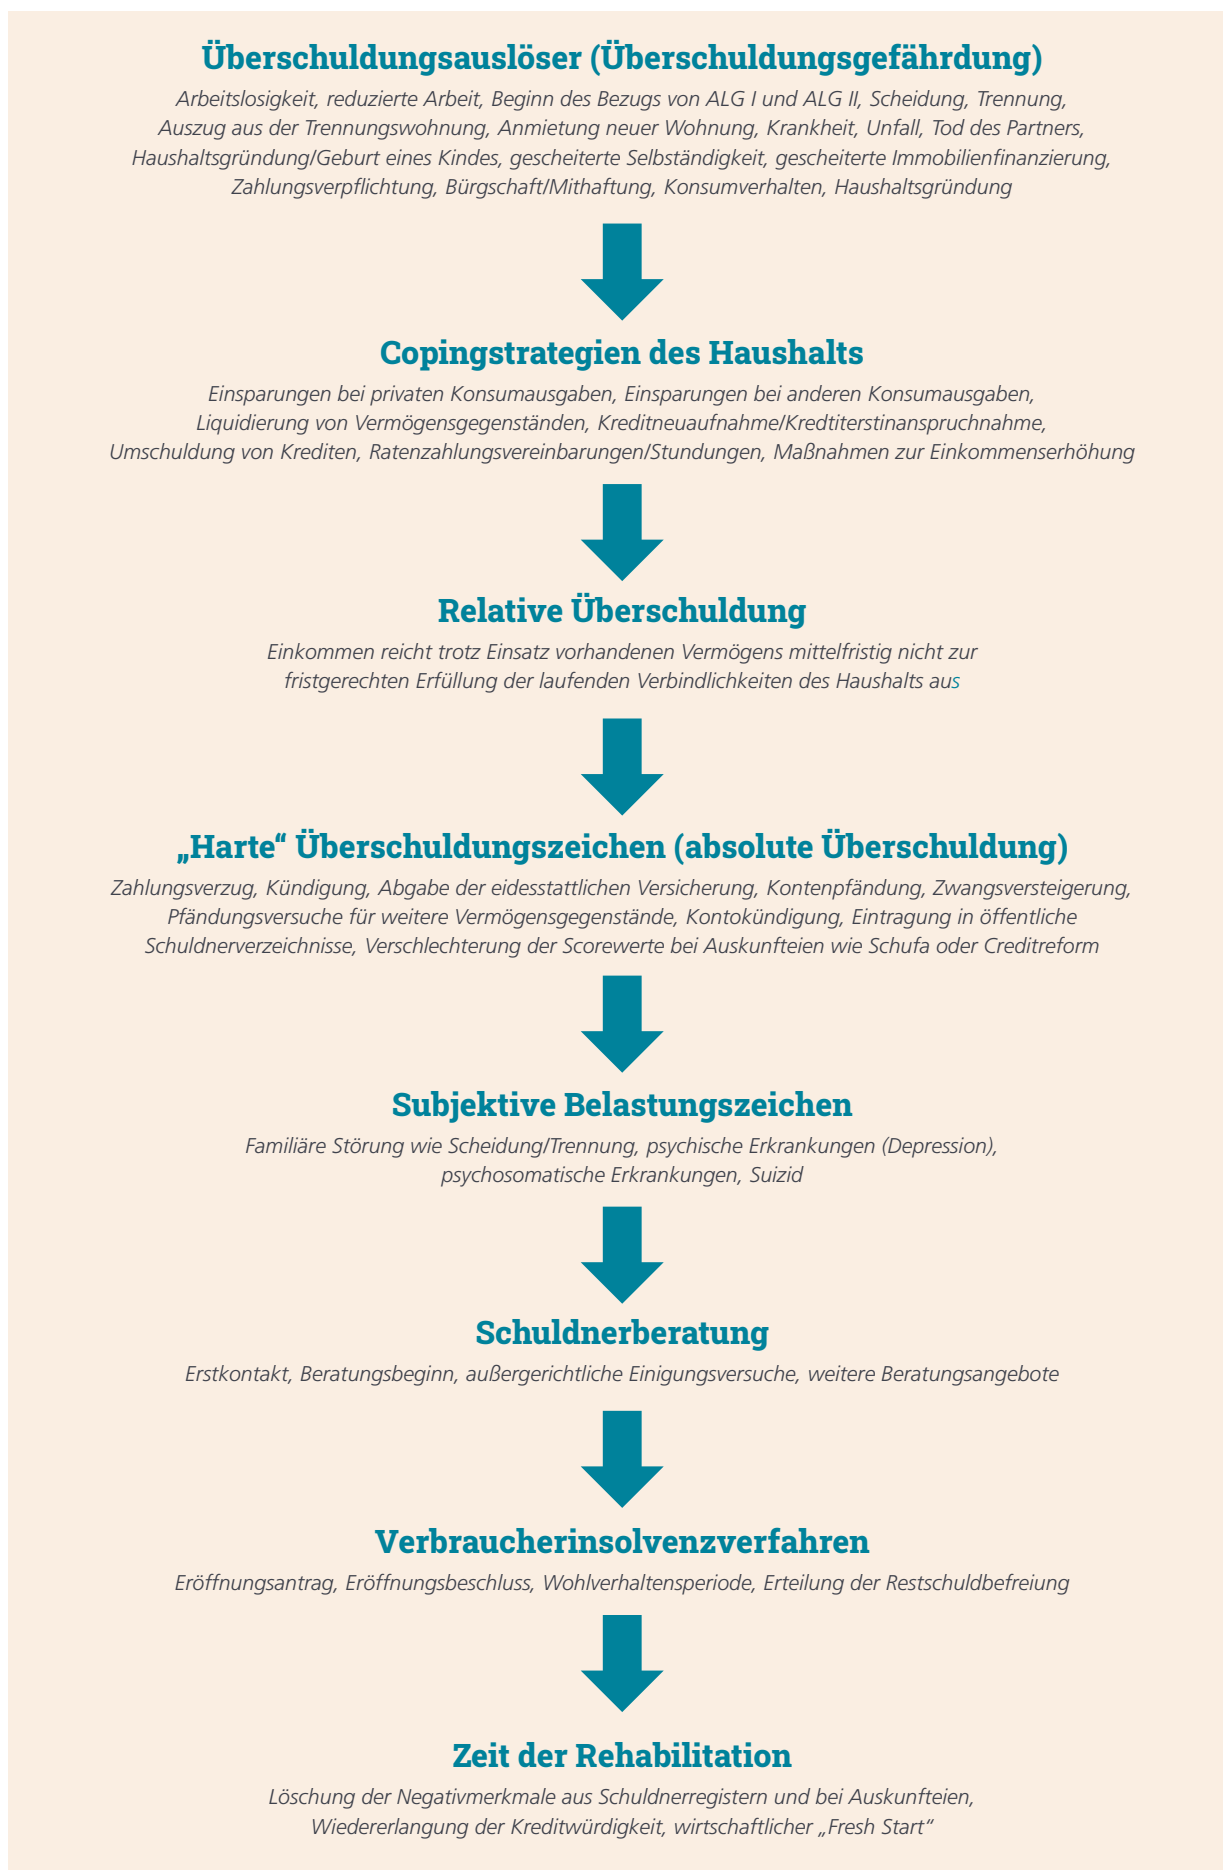 Überschuldungsauslöser (Überschuldungsgefährdung)
Arbeitslosigkeit, reduzierte Arbeit, Beginn des Bezugs von ALG I und ALG II, Scheidung, Trennung,
Auszug aus der Trennungswohnung, Anmietung neuer Wohnung, Krankheit, Unfall, Tod des Partners,
Haushaltsgründung/Geburt eines Kindes, gescheiterte Selbständigkeit, gescheiterte Immobilienfinanzierung,
Zahlungsverpflichtung, Bürgschaft/Mithaftung, Konsumverhalten, Haushaltsgründung
Copingstrategien des Haushalts
Einsparungen bei privaten Konsumausgaben, Einsparungen bei anderen Konsumausgaben,
Liquidierung von Vermögensgegenständen, Kreditneuaufnahme/Kredtiterstinanspruchnahme,
Umschuldung von Krediten, Ratenzahlungsvereinbarungen/Stundungen, Maßnahmen zur Einkommenserhöhung
Relative Überschuldung
Einkommen reicht trotz Einsatz vorhandenen Vermögens mittelfristig nicht zur
fristgerechten Erfüllung der laufenden Verbindlichkeiten des Haushalts aus
„Harte“ Überschuldungszeichen (absolute Überschuldung)
Zahlungsverzug, Kündigung, Abgabe der eidesstattlichen Versicherung, Kontenpfändung, Zwangsversteigerung,
Pfändungsversuche für weitere Vermögensgegenstände, Kontokündigung, Eintragung in öffentliche
Schuldnerverzeichnisse, Verschlechterung der Scorewerte bei Auskunfteien wie Schufa oder Creditreform
Subjektive Belastungszeichen
Familiäre Störung wie Scheidung/Trennung, psychische Erkrankungen (Depression),
psychosomatische Erkrankungen, Suizid
Schuldnerberatung
Erstkontakt, Beratungsbeginn, außergerichtliche Einigungsversuche, weitere Beratungsangebote
Verbraucherinsolvenzverfahren
Eröffnungsantrag, Eröffnungsbeschluss, Wohlverhaltensperiode, Erteilung der Restschuldbefreiung
Zeit der Rehabilitation
Löschung der Negativmerkmale aus Schuldnerregistern und bei Auskunfteien,
Wiedererlangung der Kreditwürdigkeit, wirtschaftlicher „Fresh Start“